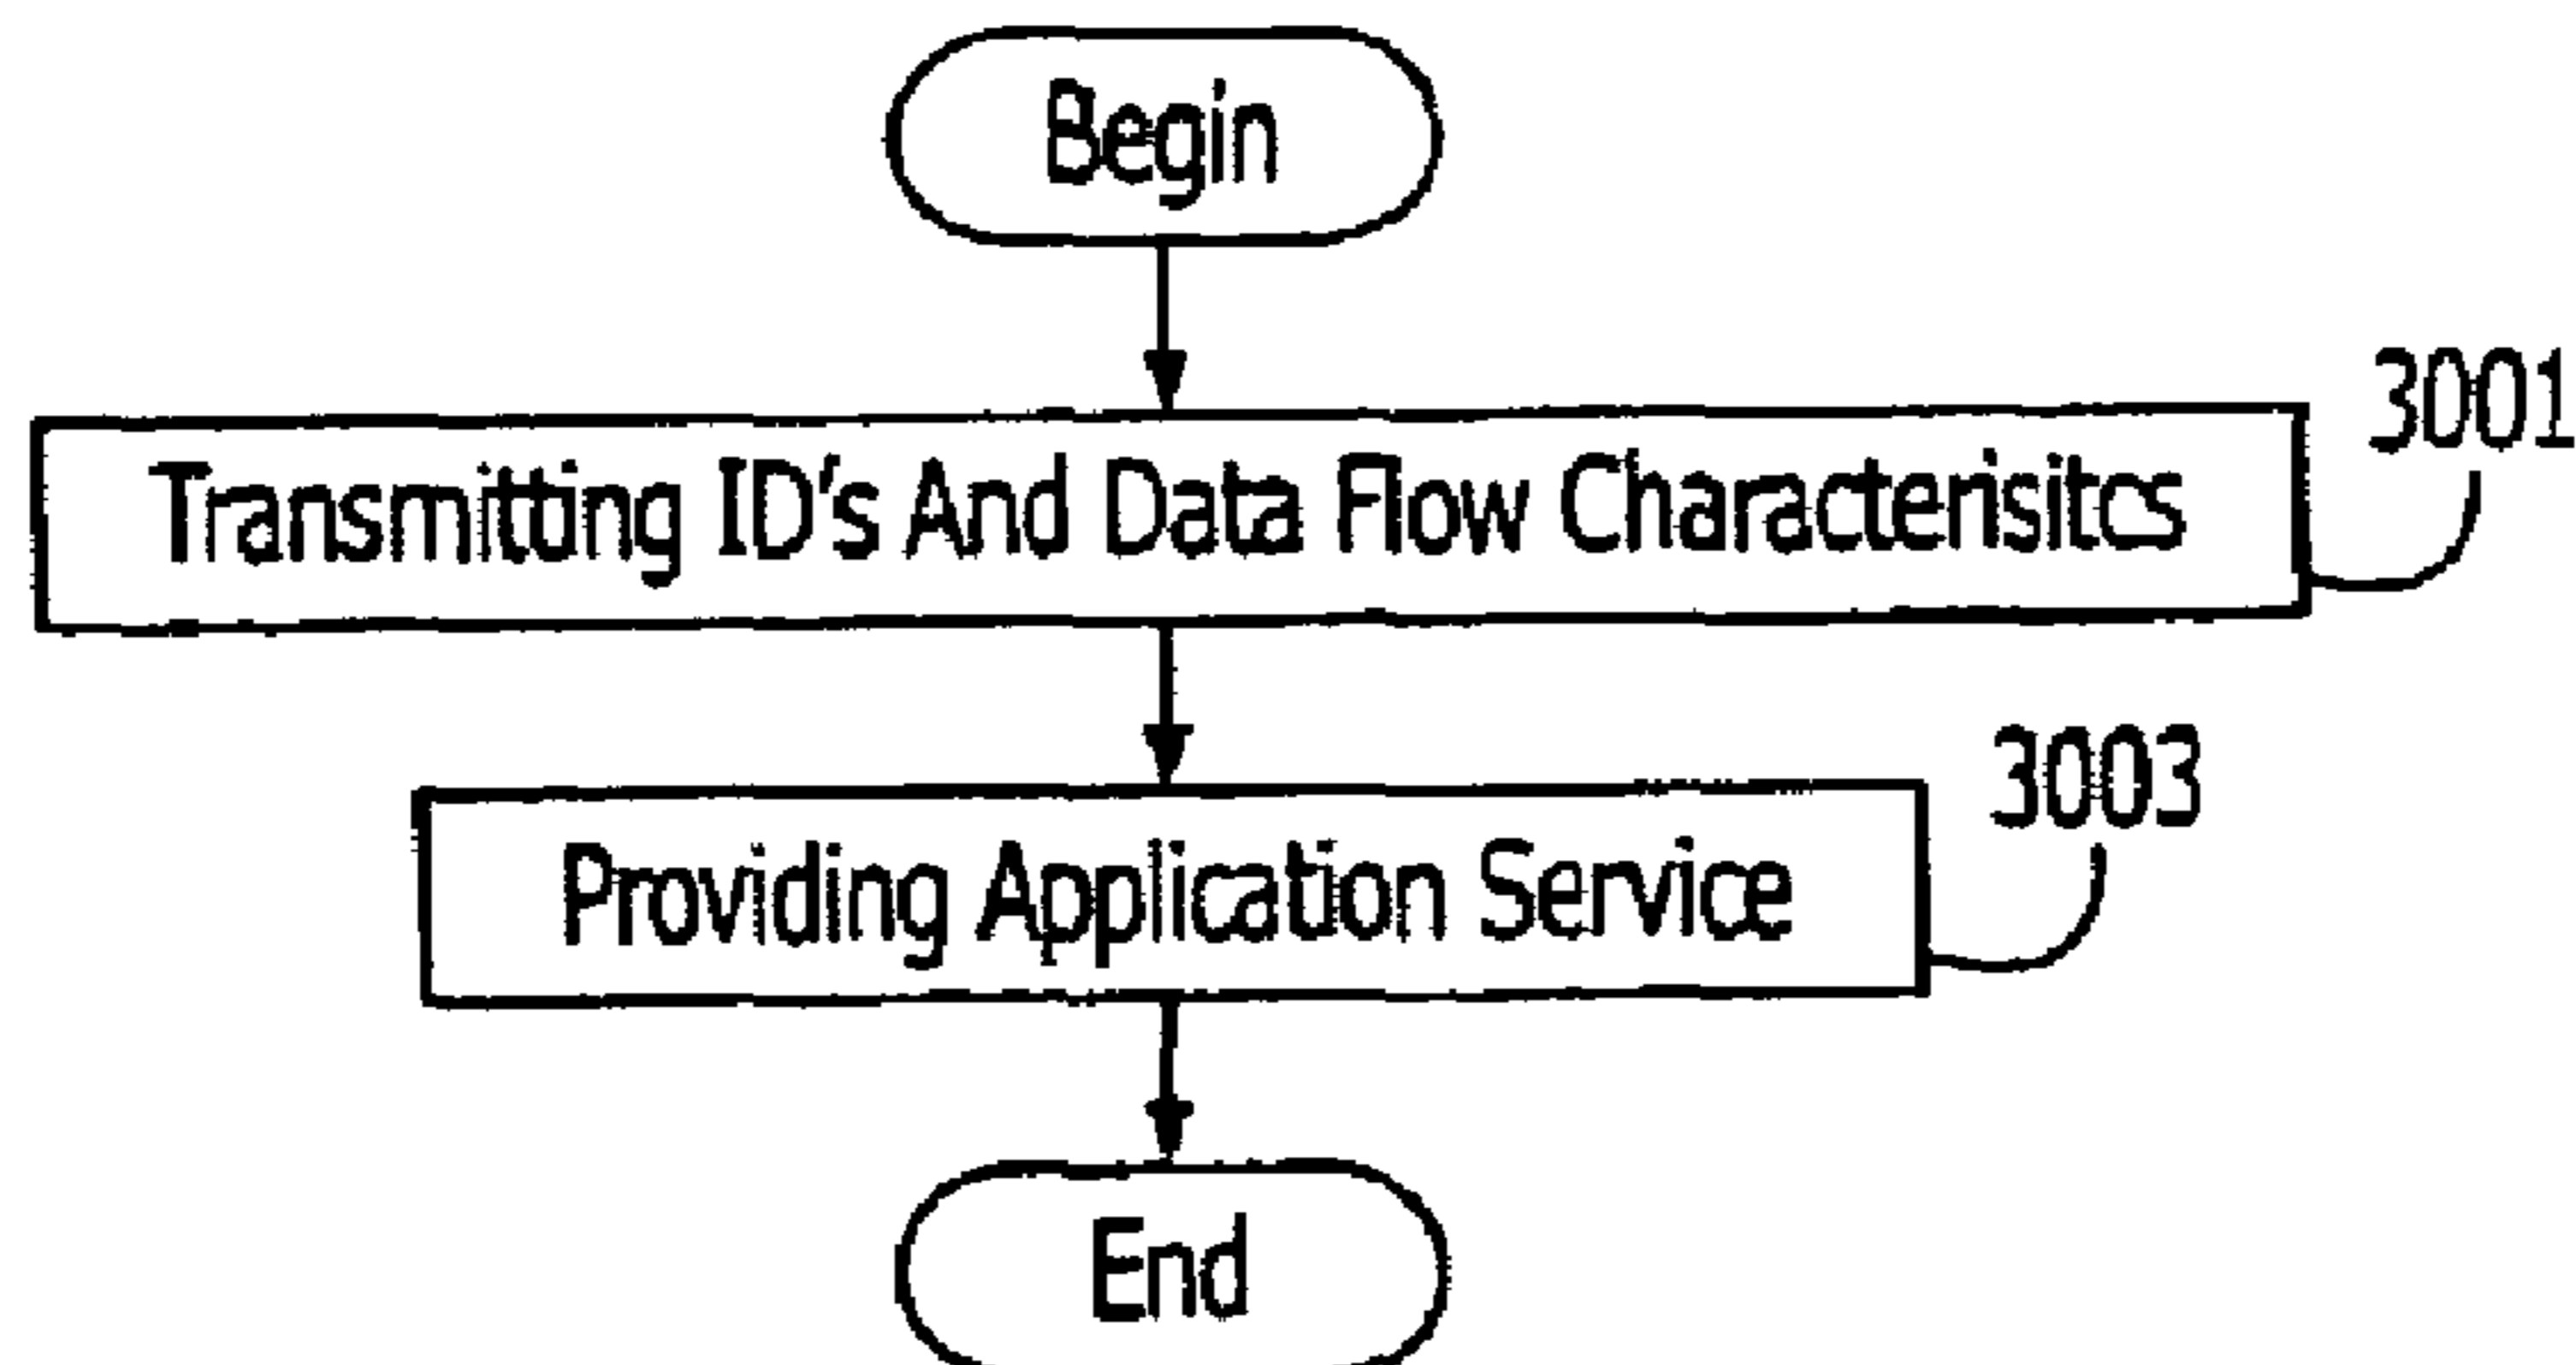 Begin
3001
Transmitting ID's And Data Flow Characterisitcs
3003
Providing Application Service
End